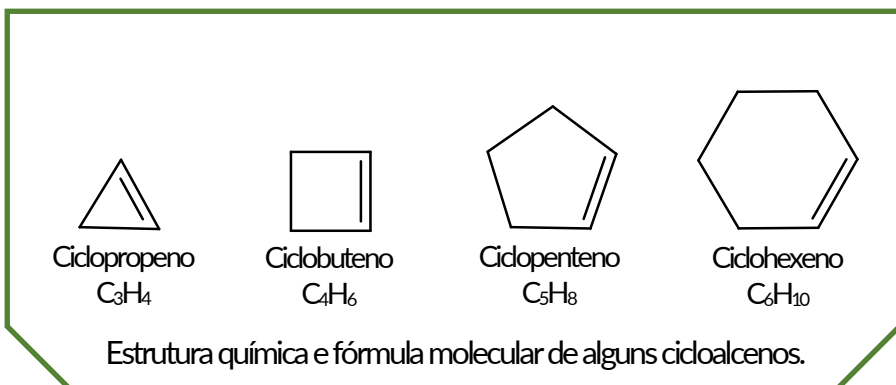 Ciclopropeno Ciclobuteno Ciclopenteno Ciclohexeno
C₃H₄ C₄H₆ C₅H₈ C₆H₁₀
Estrutura química e fórmula molecular de alguns cicloalcenos.